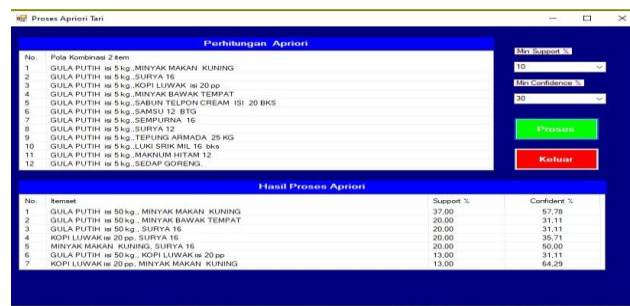 Proses Apriori Tari
Perhitungan Apriori
No. Pola Kombinasi 2 item
1 GULA PUTIH isi 5 kg.,MINYAK MAKAN KUNING
2 GULA PUTIH isi 5 kg.,SURYA 16
3 GULA PUTIH isi 5 kg.,KOPI LUWAK isi 20 pp
4 GULA PUTIH isi 5 kg.,MINYAK BAWAK TEMPAT
5 GULA PUTIH isi 5 kg.,SABUN TELPON CREAM ISI 20 BKS
6 GULA PUTIH isi 5 kg.,SAMSU 12 BTG
7 GULA PUTIH isi 5 kg.,SEMPURNA 16
8 GULA PUTIH isi 5 kg.,SURYA 12
9 GULA PUTIH isi 5 kg.,TEPUNG ARMADA 25 KG
10 GULA PUTIH isi 5 kg.,LUKI SRIK MIL 16 bks
11 GULA PUTIH isi 5 kg.,MAKNUM HITAM 12
12 GULA PUTIH isi 5 kg.,SEDAP GORENG.
Min Support %
10
Min Confidence %
30
Proses
Keluar
Hasil Proses Apriori
No. Itemset Support % Confident %
1 GULA PUTIH isi 50 kg., MINYAK MAKAN KUNING 37,00 57,78
2 GULA PUTIH isi 50 kg., MINYAK BAWAK TEMPAT 20,00 31,11
3 GULA PUTIH isi 50 kg., SURYA 16 20,00 31,11
4 KOPI LUWAK isi 20 pp, SURYA 16 20,00 35,71
5 MINYAK MAKAN KUNING, SURYA 16 20,00 50,00
6 GULA PUTIH isi 50 kg., KOPI LUWAK isi 20 pp 13,00 31,11
7 KOPI LUWAK isi 20 pp, MINYAK MAKAN KUNING 13,00 64,29